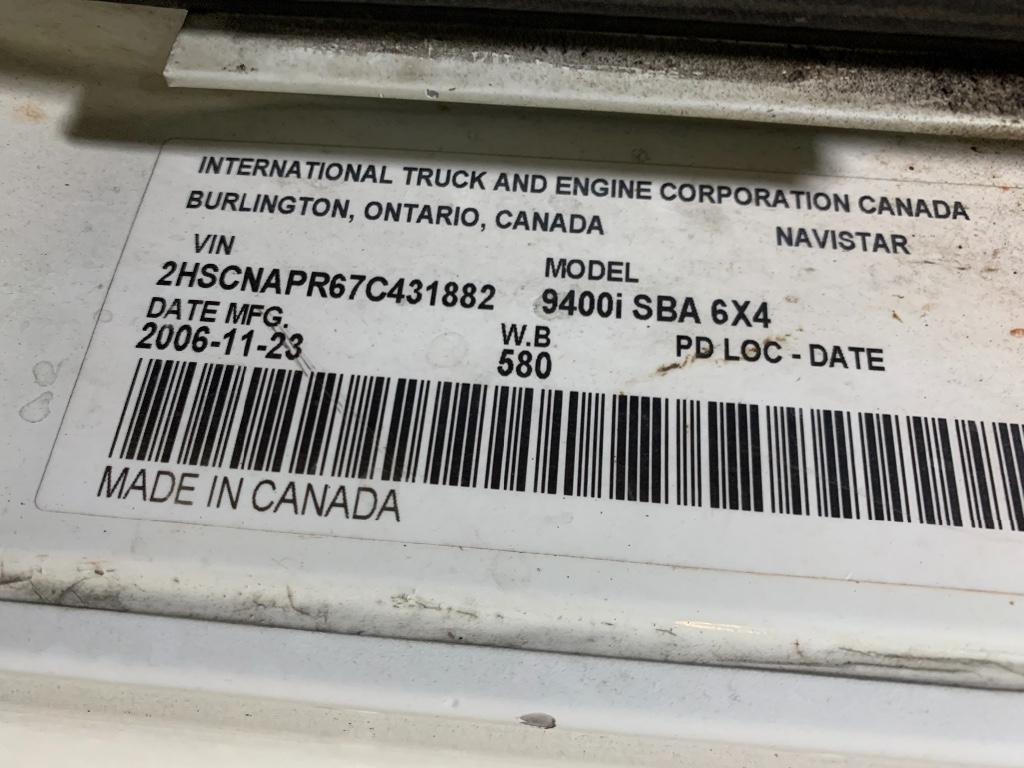 INTERNATIONAL TRUCK AND ENGINE CORPORATION CANADA
BURLINGTON, ONTARIO, CANADA NAVISTAR
VIN MODEL
2HSCNAPR67C431882 9400i SBA 6X4
DATE MFG. W.B PD LOC - DATE
2006-11-23 580
MADE IN CANADA